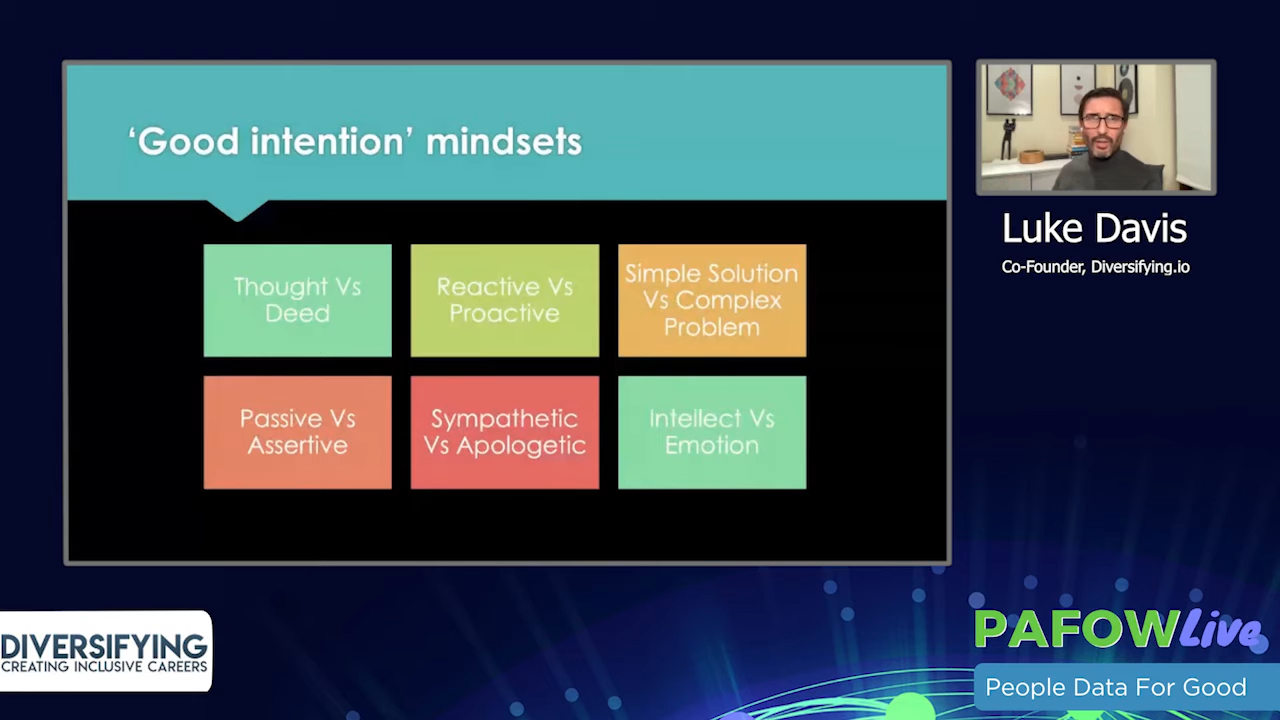 ‘Good intention’ mindsets
Thought Vs
Deed
Reactive Vs
Proactive
Simple Solution
Vs Complex
Problem
Passive Vs
Assertive
Sympathetic
Vs Apologetic
Intellect Vs
Emotion
Luke Davis
Co-Founder, Diversifying.io
DIVERSIFYING
CREATING INCLUSIVE CAREERS
PAFOWLive
People Data For Good